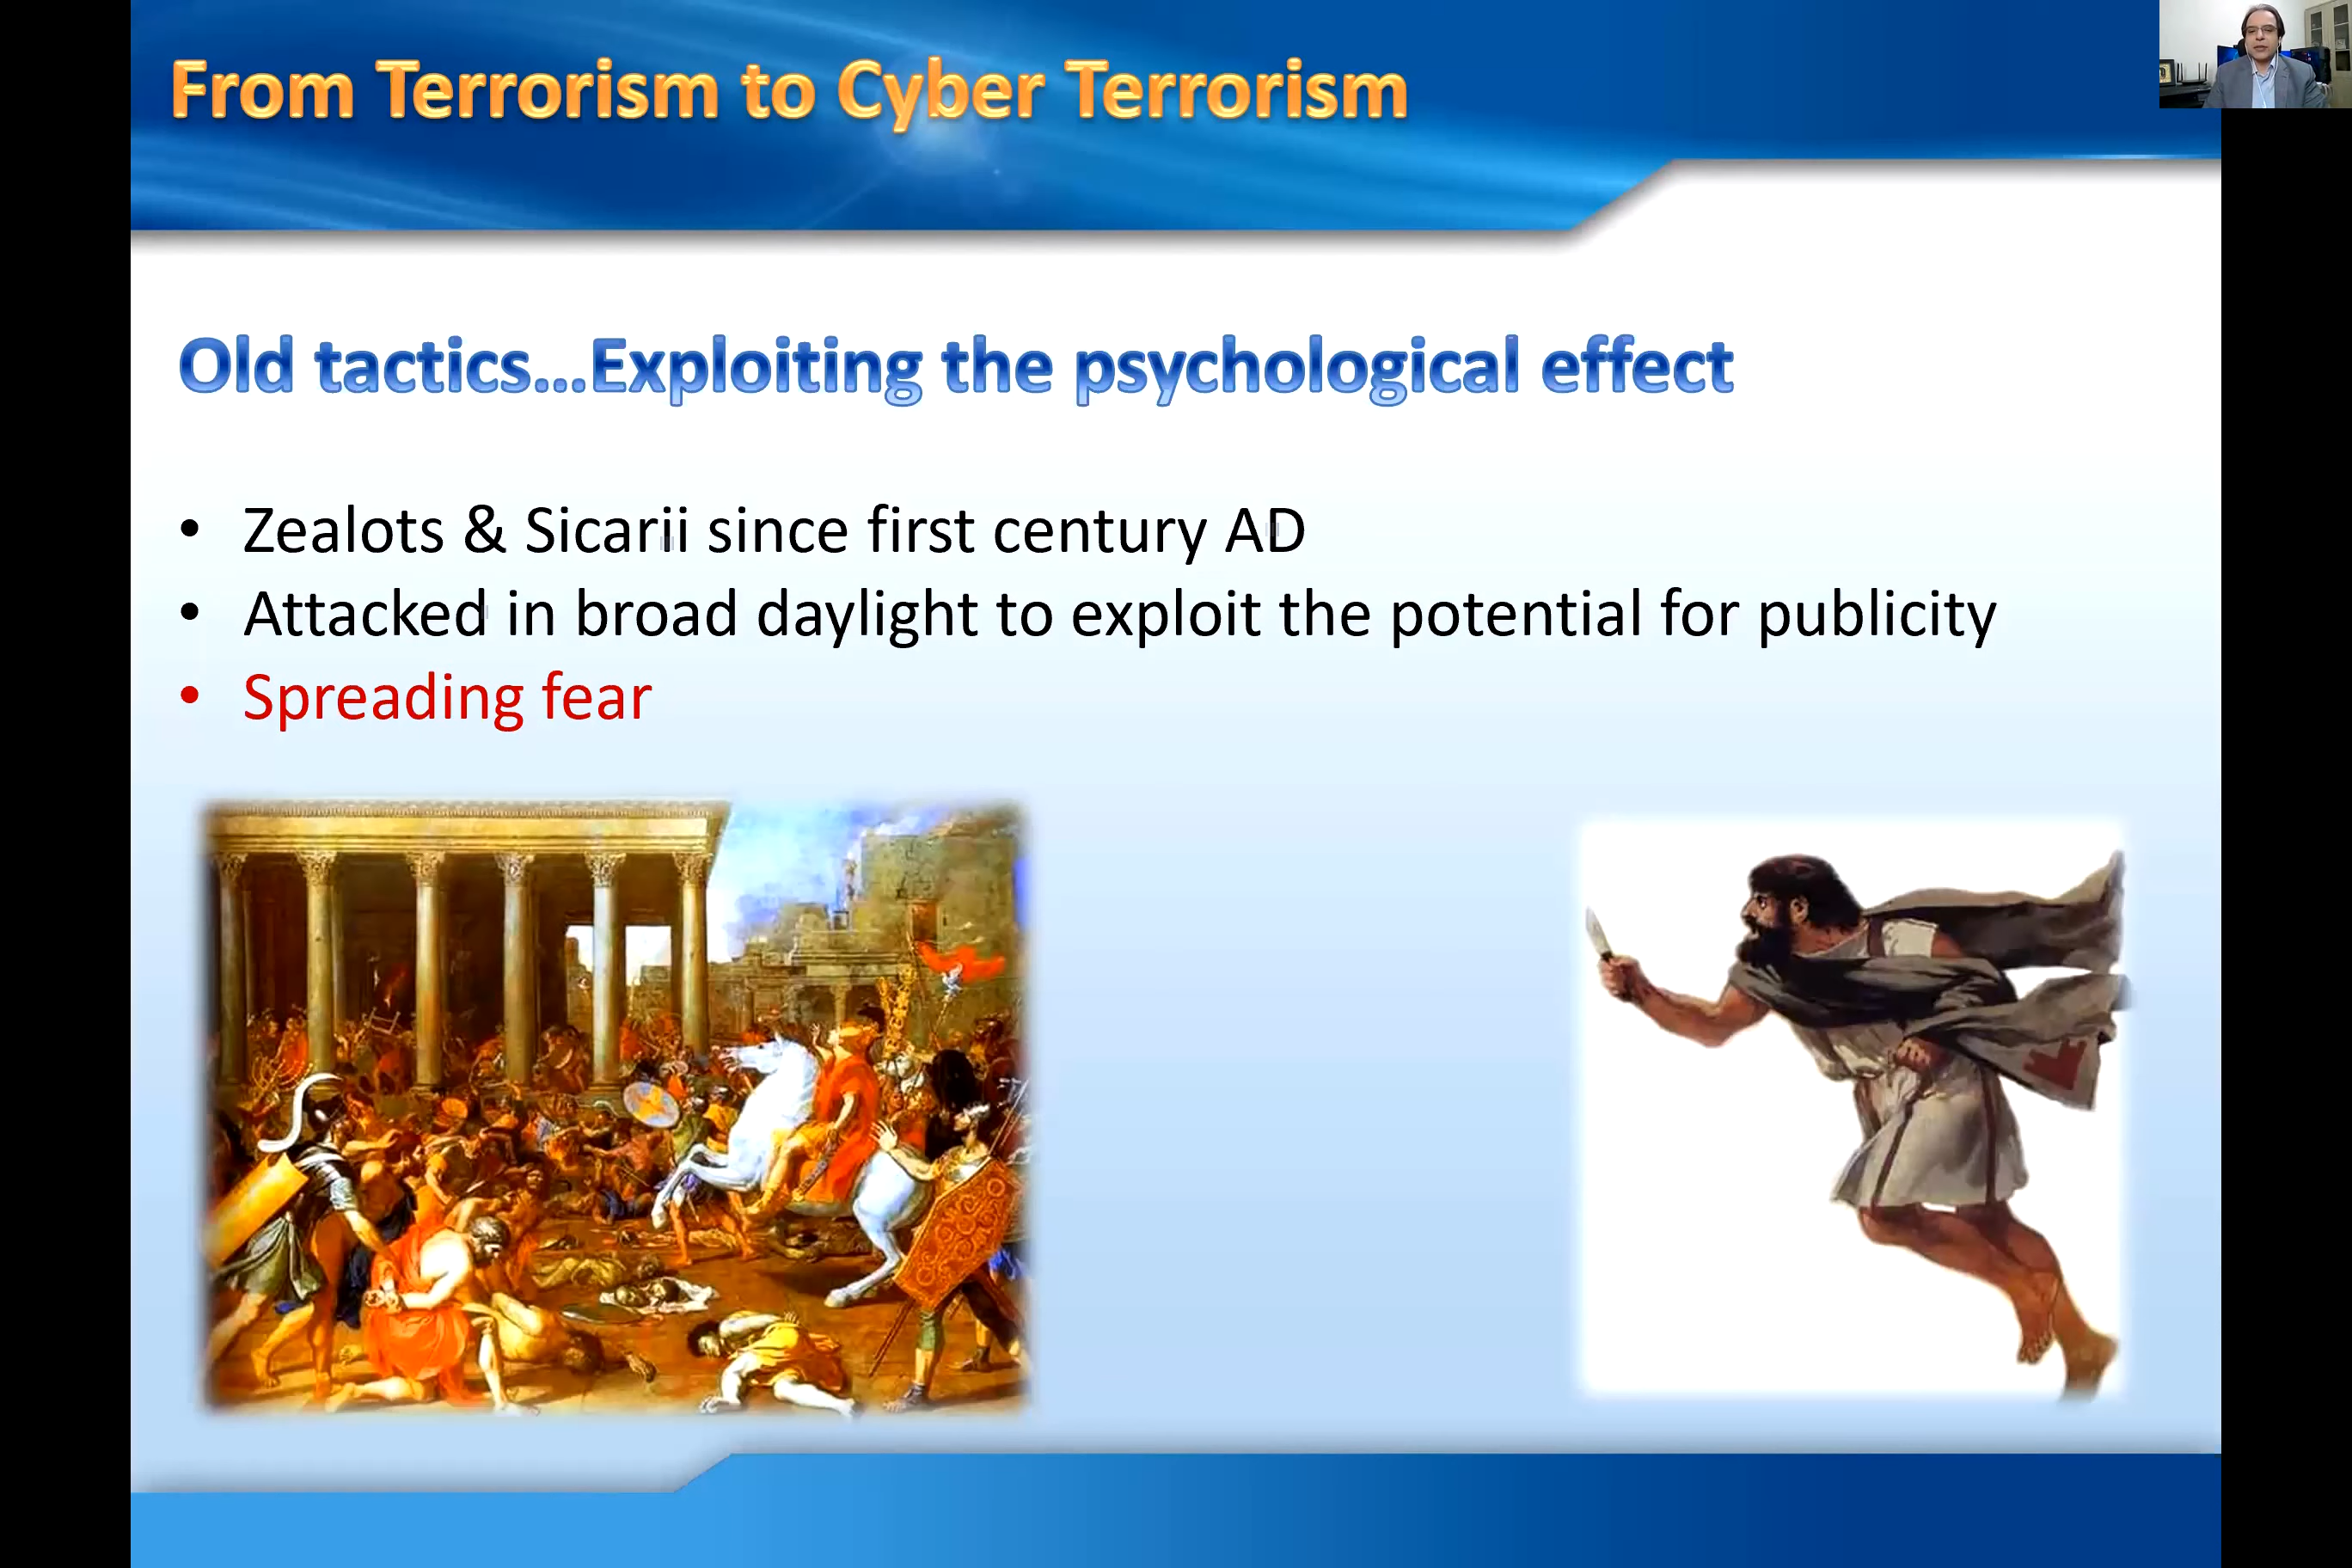 From Terrorism to Cyber Terrorism
Old tactics...Exploiting the psychological effect
• Zealots & Sicarii since first century AD
• Attacked in broad daylight to exploit the potential for publicity
• Spreading fear